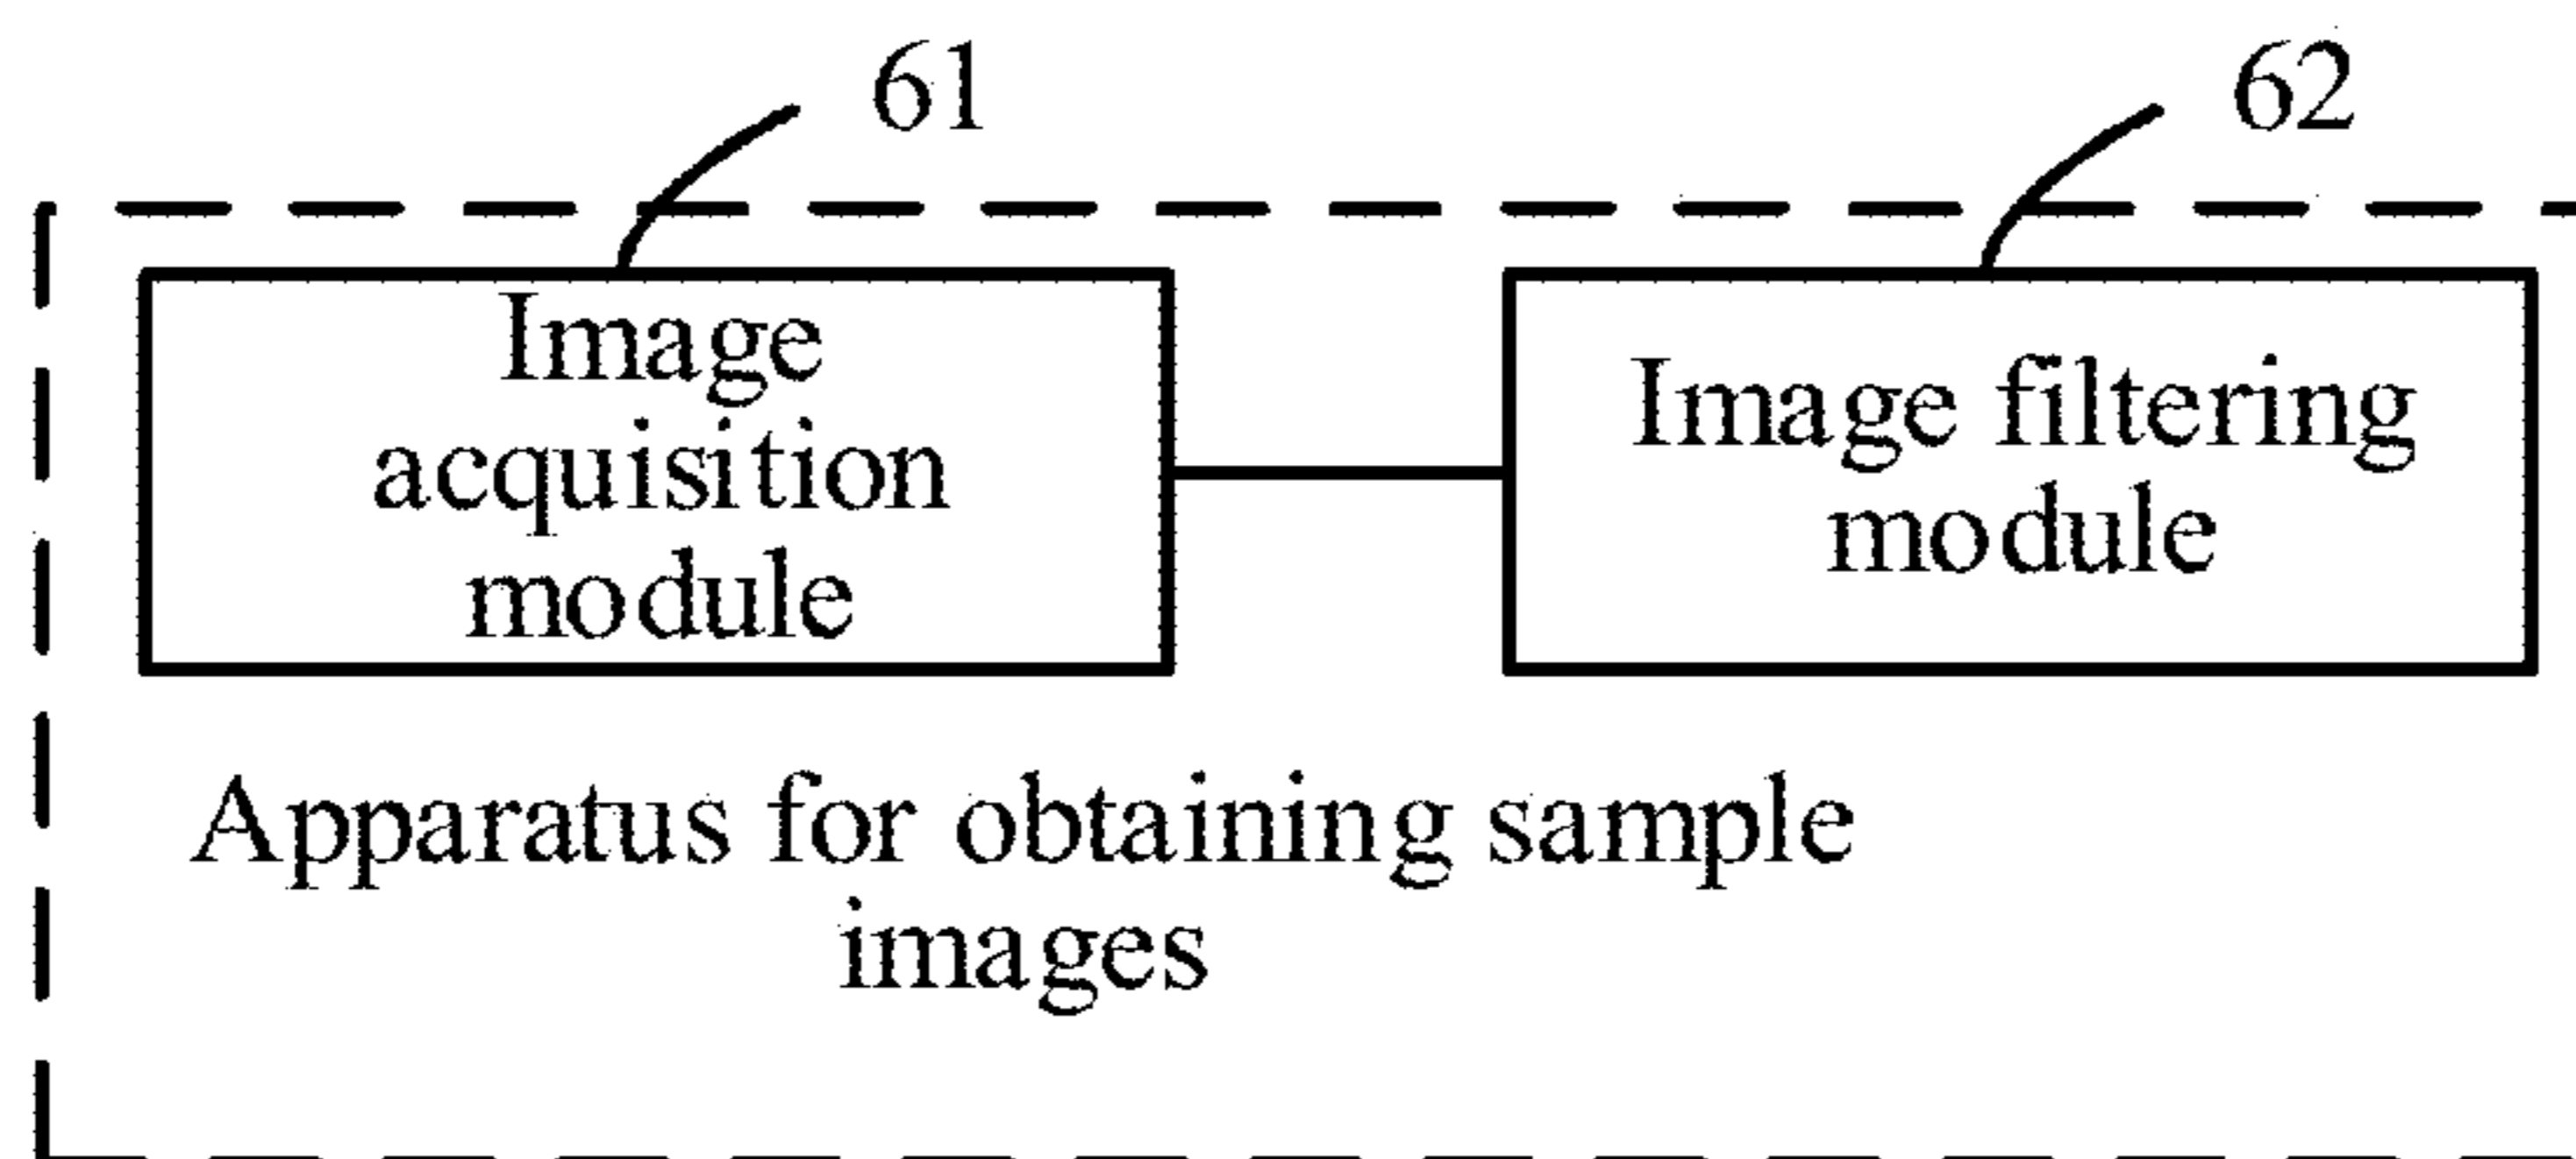 61
62
Image
acquisition
module
Image filtering
module
Apparatus for obtaining sample
images